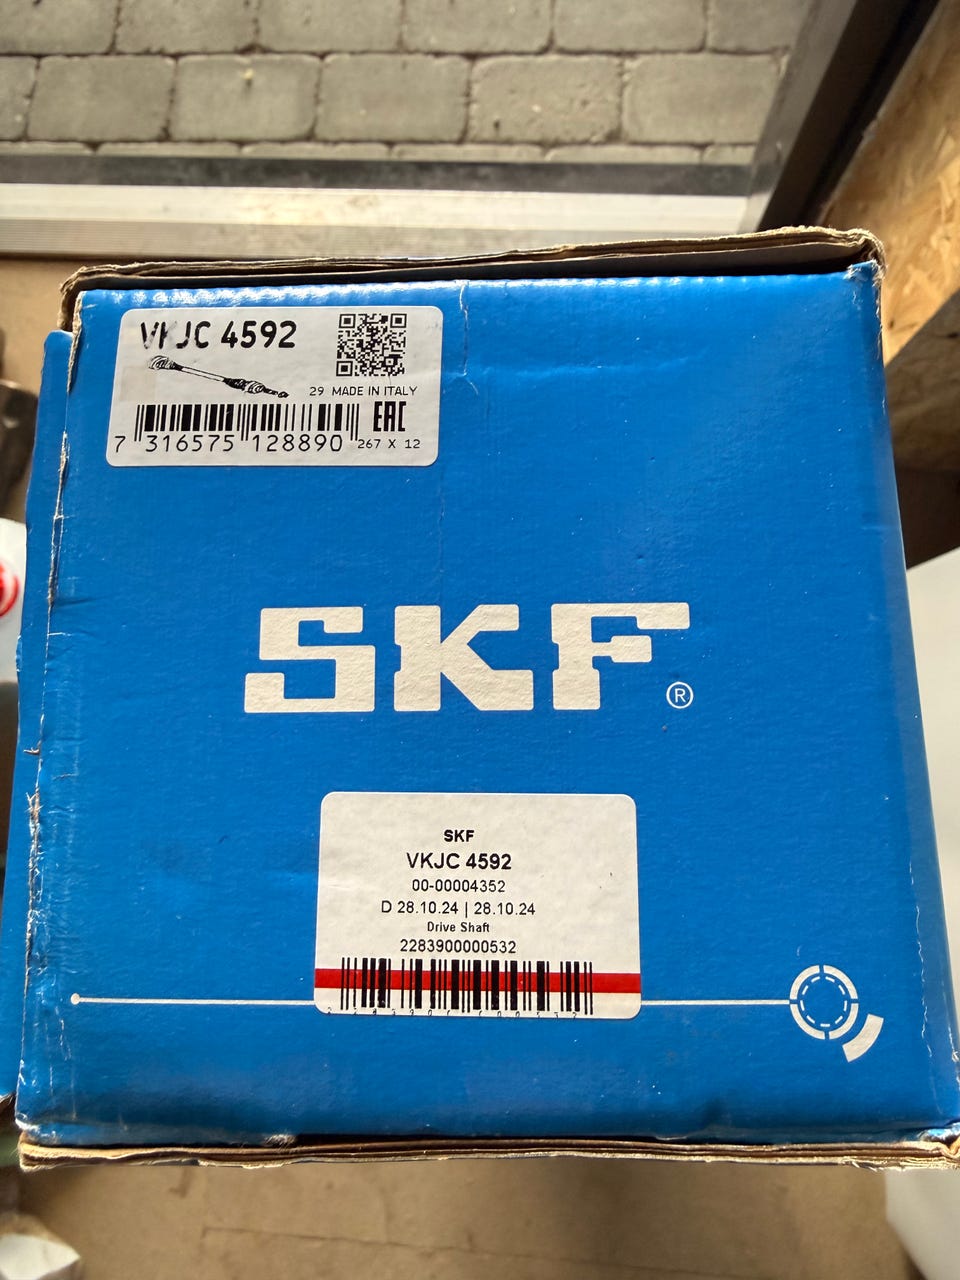 VKJC 4592
29 MADE IN ITALY
EAC
7 316575 128890
267 X 12
SKF
®
SKF
VKJC 4592
00-00004352
D 28.10.24 | 28.10.24
Drive Shaft
2283900000532